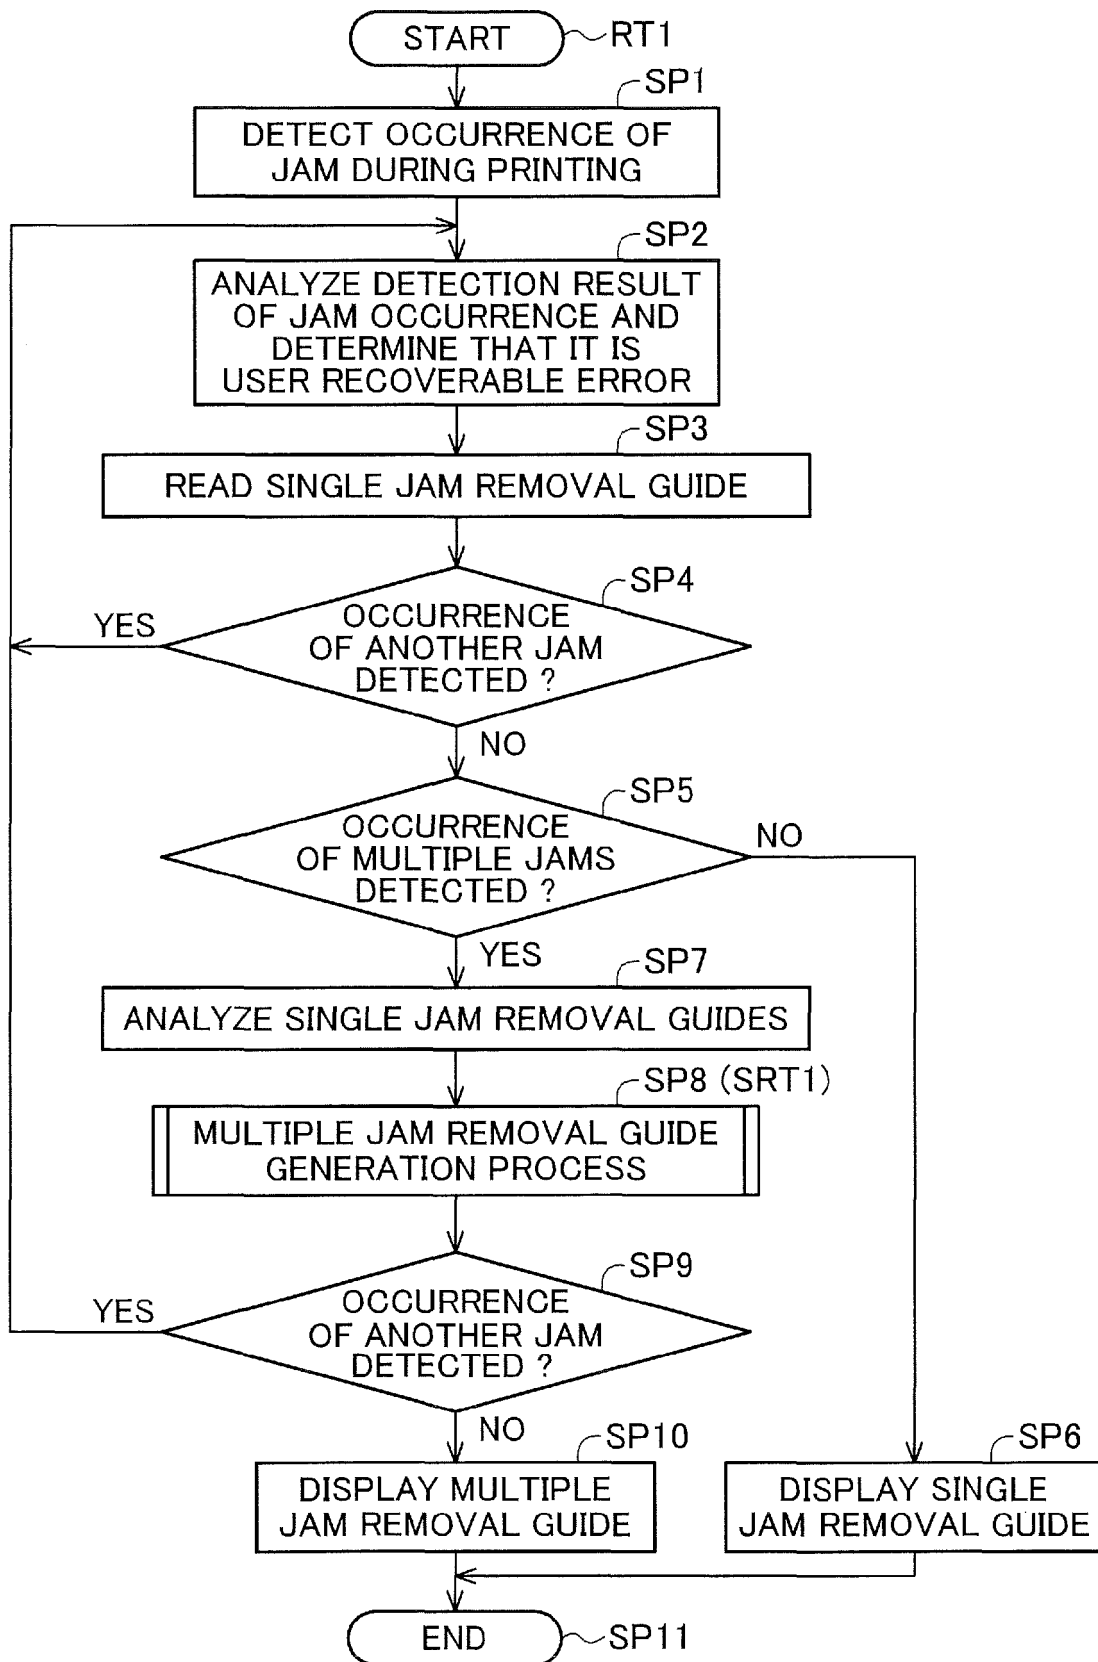 START
RT1
SP1
DETECT OCCURRENCE OF
JAM DURING PRINTING
SP2
ANALYZE DETECTION RESULT
OF JAM OCCURRENCE AND
DETERMINE THAT IT IS
USER RECOVERABLE ERROR
SP3
READ SINGLE JAM REMOVAL GUIDE
SP4
YES
OCCURRENCE
OF ANOTHER JAM
DETECTED ?
NO
SP5
OCCURRENCE
OF MULTIPLE JAMS
DETECTED ?
NO
YES
SP7
ANALYZE SINGLE JAM REMOVAL GUIDES
SP8 (SRT1)
MULTIPLE JAM REMOVAL GUIDE
GENERATION PROCESS
SP9
YES
OCCURRENCE
OF ANOTHER JAM
DETECTED ?
NO
SP10
DISPLAY MULTIPLE
JAM REMOVAL GUIDE
SP6
DISPLAY SINGLE
JAM REMOVAL GUIDE
END
SP11